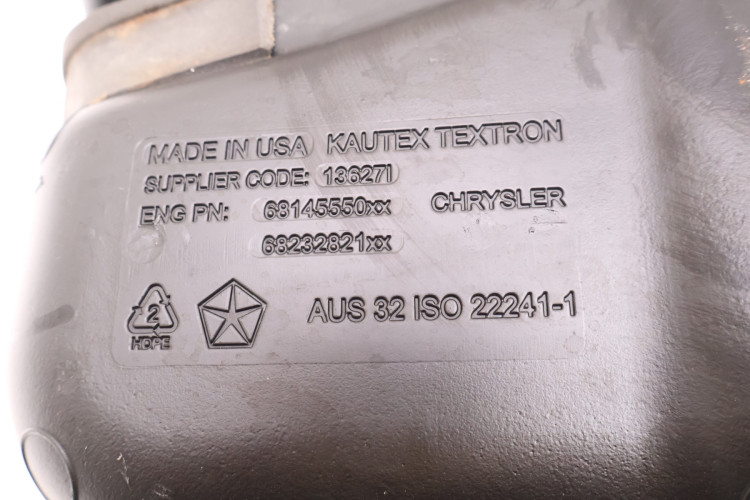 MADE IN USA KAUTEX TEXTRON
SUPPLIER CODE: 13627I
ENG PN: 68145550xx CHRYSLER
68232821xx
2
HDPE
AUS 32 ISO 22241-1